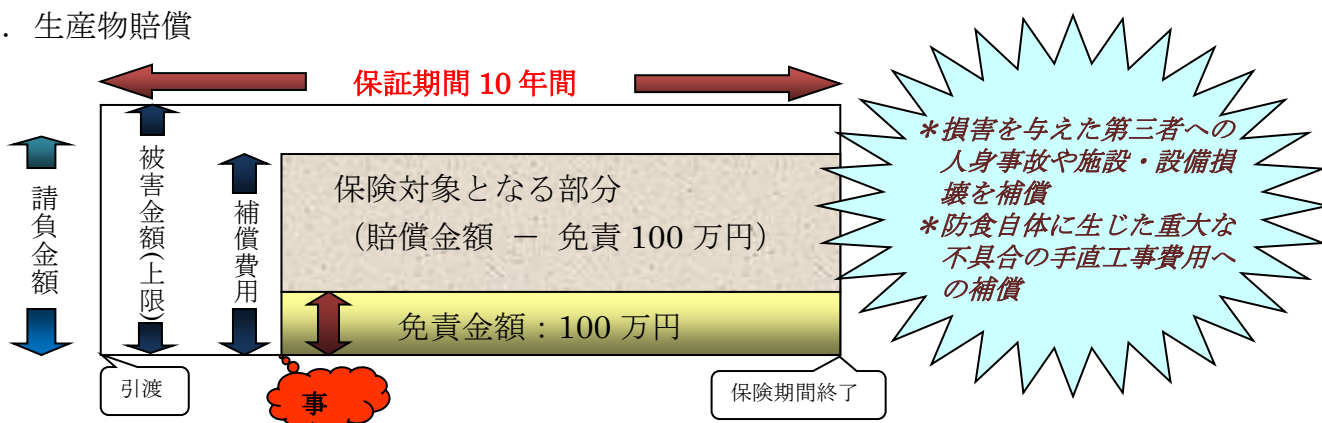 ．生産物賠償
保証期間 10 年間
請負金額
被害金額(上限)
補償費用
保険対象となる部分
（賠償金額 － 免責 100 万円）
免責金額：100 万円
＊損害を与えた第三者への
人身事故や施設・設備損
壊を補償
＊防食自体に生じた重大な
不具合の手直工事費用へ
の補償
引渡
事
保険期間終了